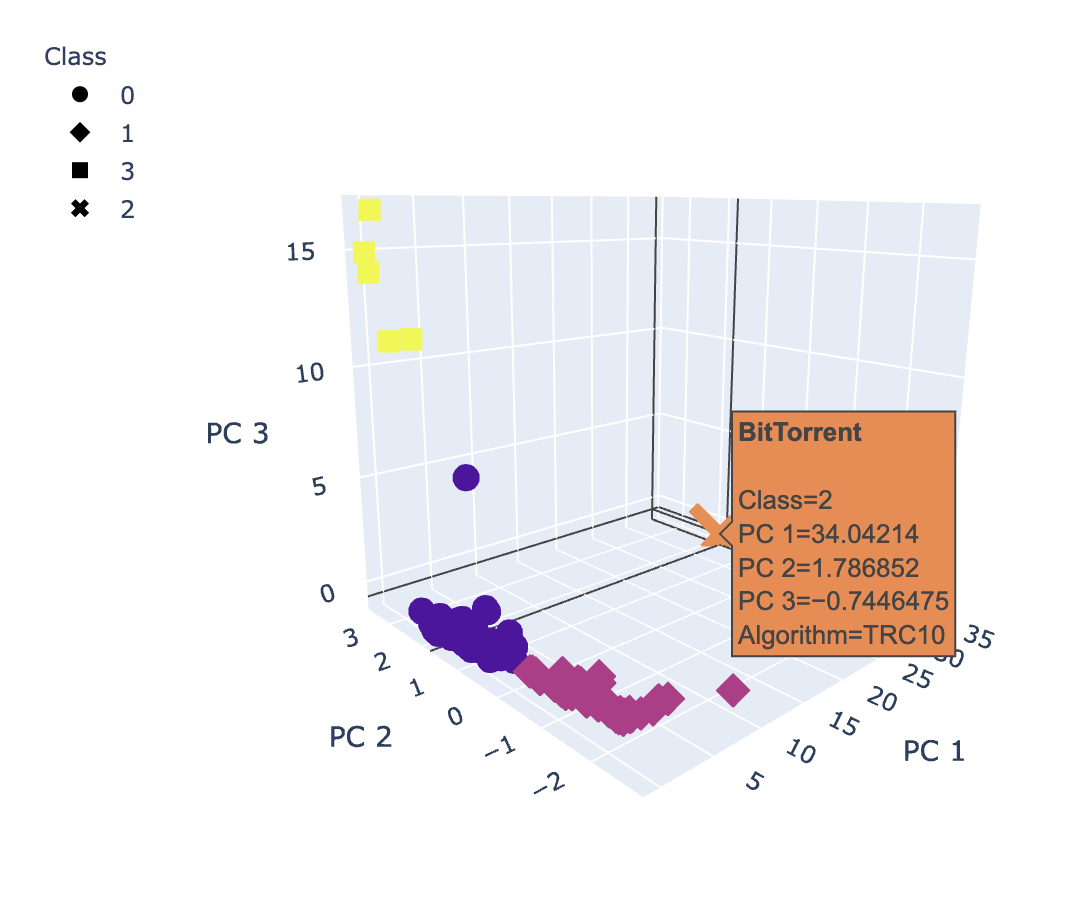 Class
0
1
3
2
15
10
5
0
PC 3
3
2
1
0
−1
−2
PC 2
BitTorrent
Class=2
PC 1=34.04214
PC 2=1.786852
PC 3=−0.7446475
Algorithm=TRC10
5
10
15
20
25
35
PC 1